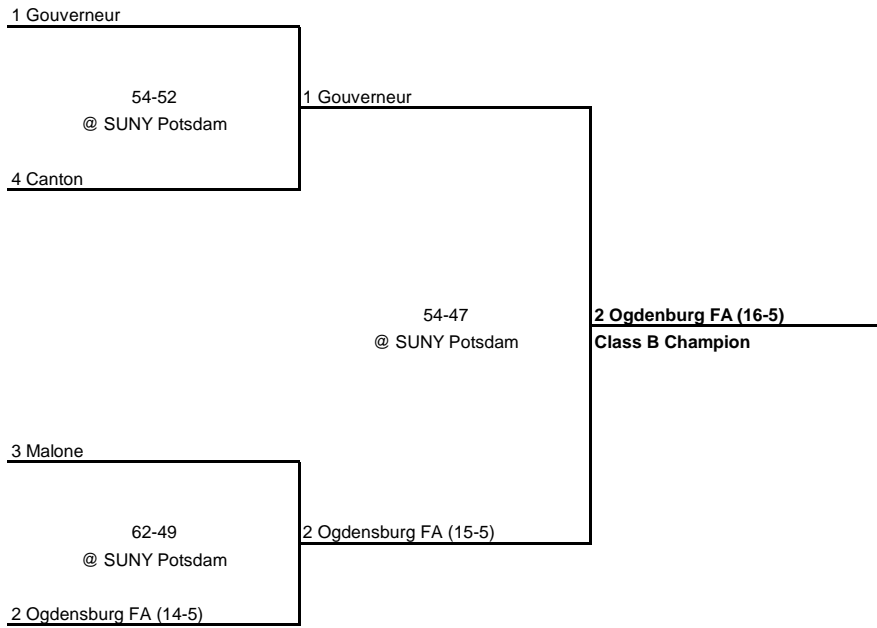 1 Gouverneur
54-52
@ SUNY Potsdam
1 Gouverneur
4 Canton
54-47
@ SUNY Potsdam
2 Ogdenburg FA (16-5)
Class B Champion
3 Malone
62-49
@ SUNY Potsdam
2 Ogdensburg FA (15-5)
2 Ogdensburg FA (14-5)